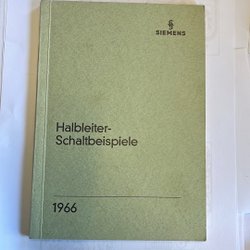 SIEMENS
Halbleiter-
Schaltbeispiele
1966